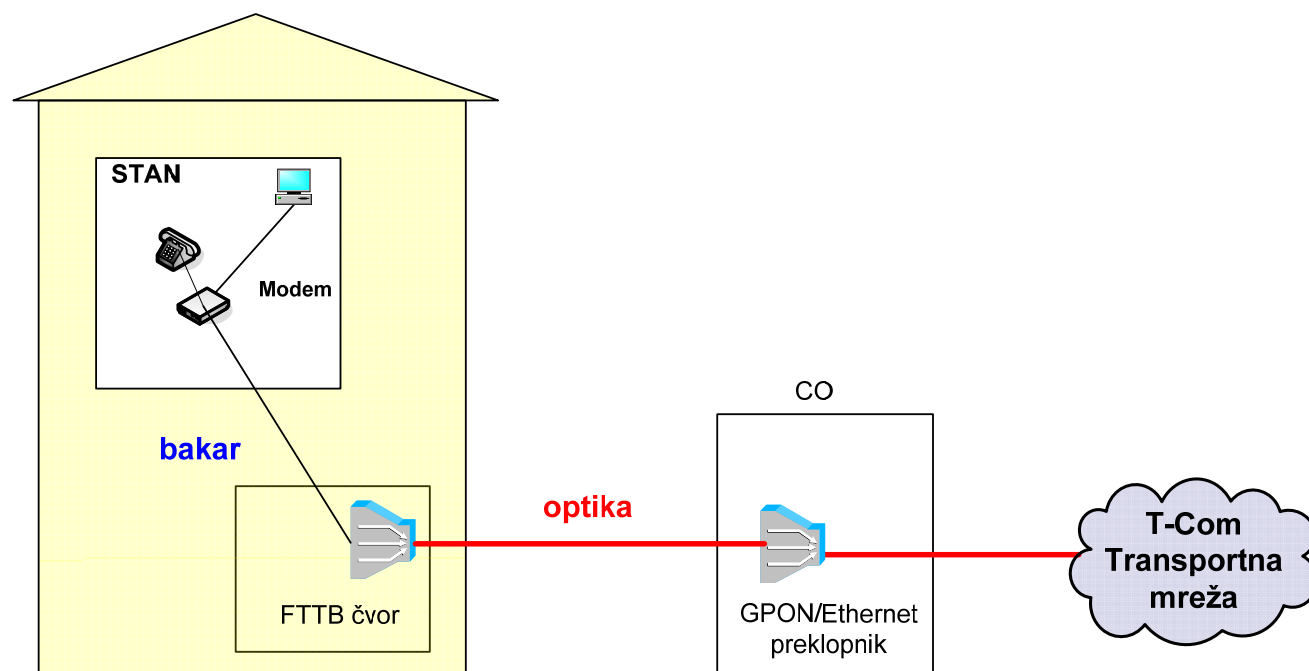 STAN
Modem
bakar
FTTB čvor
optika
CO
GPON/Ethernet
preklopnik
T-Com
Transportna
mreža